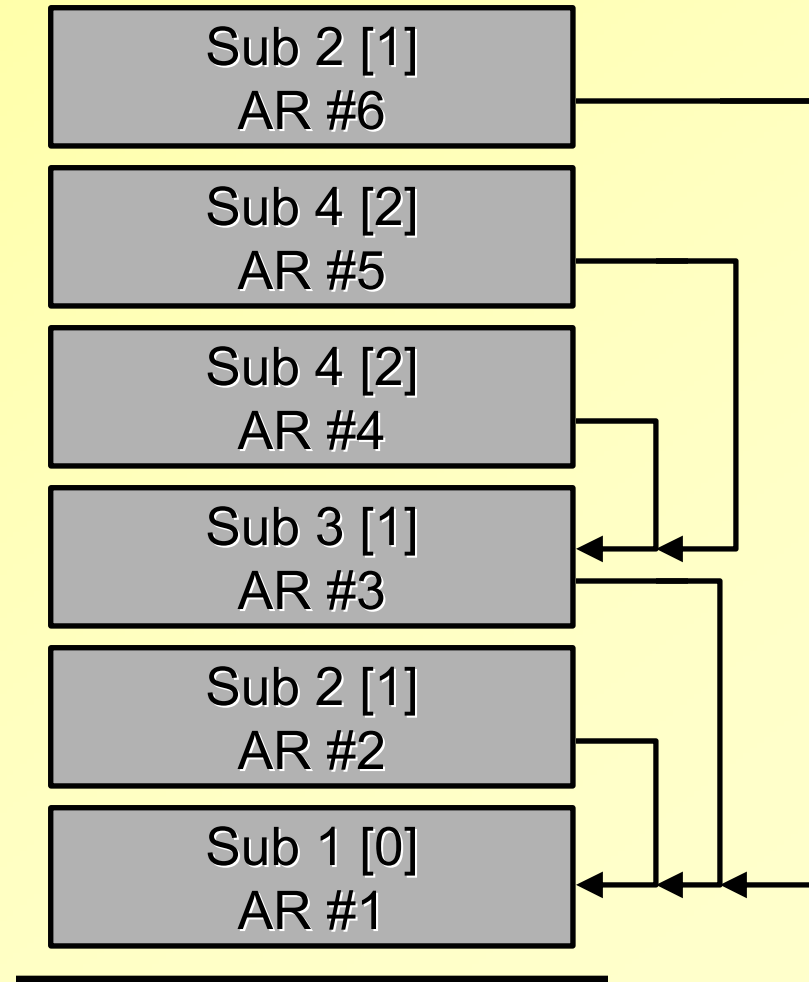 Sub 2 [1]
AR #6
Sub 4 [2]
AR #5
Sub 4 [2]
AR #4
Sub 3 [1]
AR #3
Sub 2 [1]
AR #2
Sub 1 [0]
AR #1